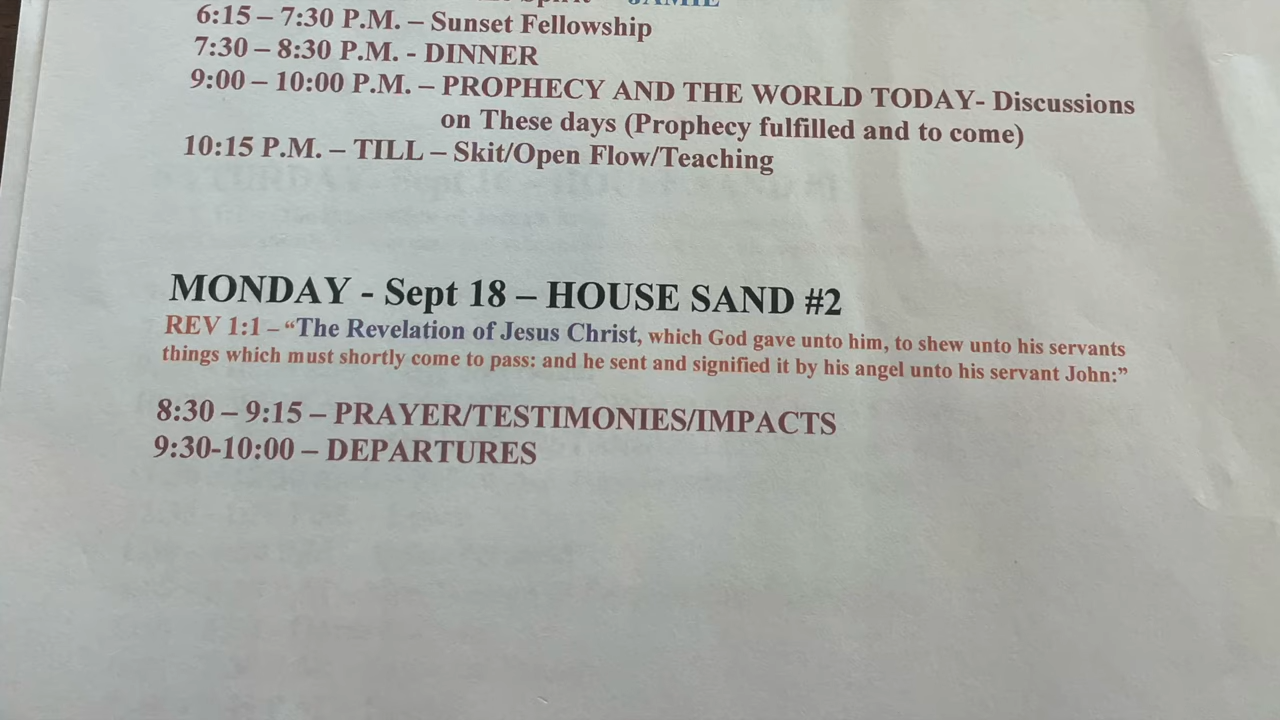 JAMIE
6:15 – 7:30 P.M. – Sunset Fellowship
7:30 – 8:30 P.M. - DINNER
9:00 – 10:00 P.M. – PROPHECY AND THE WORLD TODAY- Discussions
on These days (Prophecy fulfilled and to come)
10:15 P.M. – TILL – Skit/Open Flow/Teaching
MONDAY - Sept 18 – HOUSE SAND #2
REV 1:1 – “The Revelation of Jesus Christ, which God gave unto him, to shew unto his servants
things which must shortly come to pass: and he sent and signified it by his angel unto his servant John:”
8:30 – 9:15 – PRAYER/TESTIMONIES/IMPACTS
9:30-10:00 – DEPARTURES